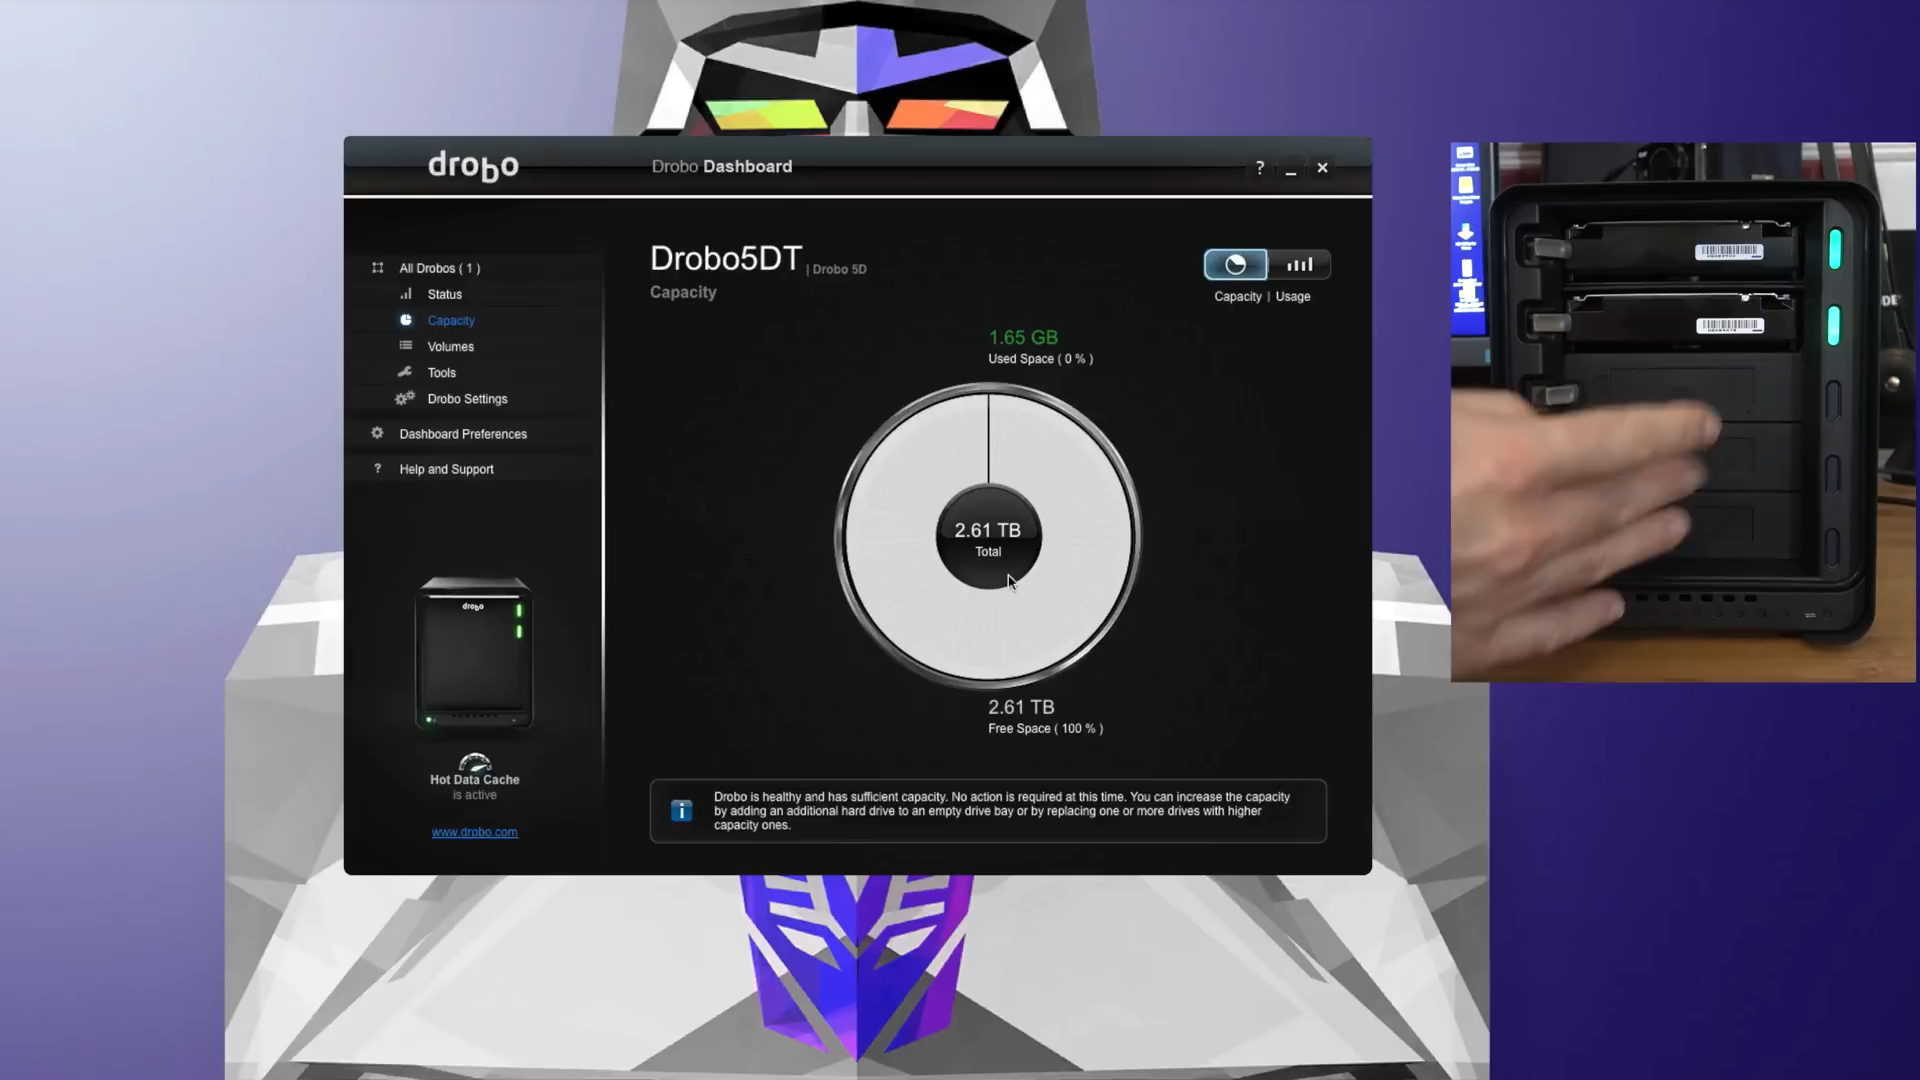 drobo
Drobo Dashboard
?
All Drobos ( 1 )
Status
Capacity
Volumes
Tools
Drobo Settings
Dashboard Preferences
? Help and Support
drobo
Hot Data Cache
is active
www.drobo.com
Drobo5DT | Drobo 5D
Capacity
Capacity | Usage
1.65 GB
Used Space ( 0 % )
2.61 TB
Total
2.61 TB
Free Space ( 100 % )
i
Drobo is healthy and has sufficient capacity. No action is required at this time. You can increase the capacity
by adding an additional hard drive to an empty drive bay or by replacing one or more drives with higher
capacity ones.